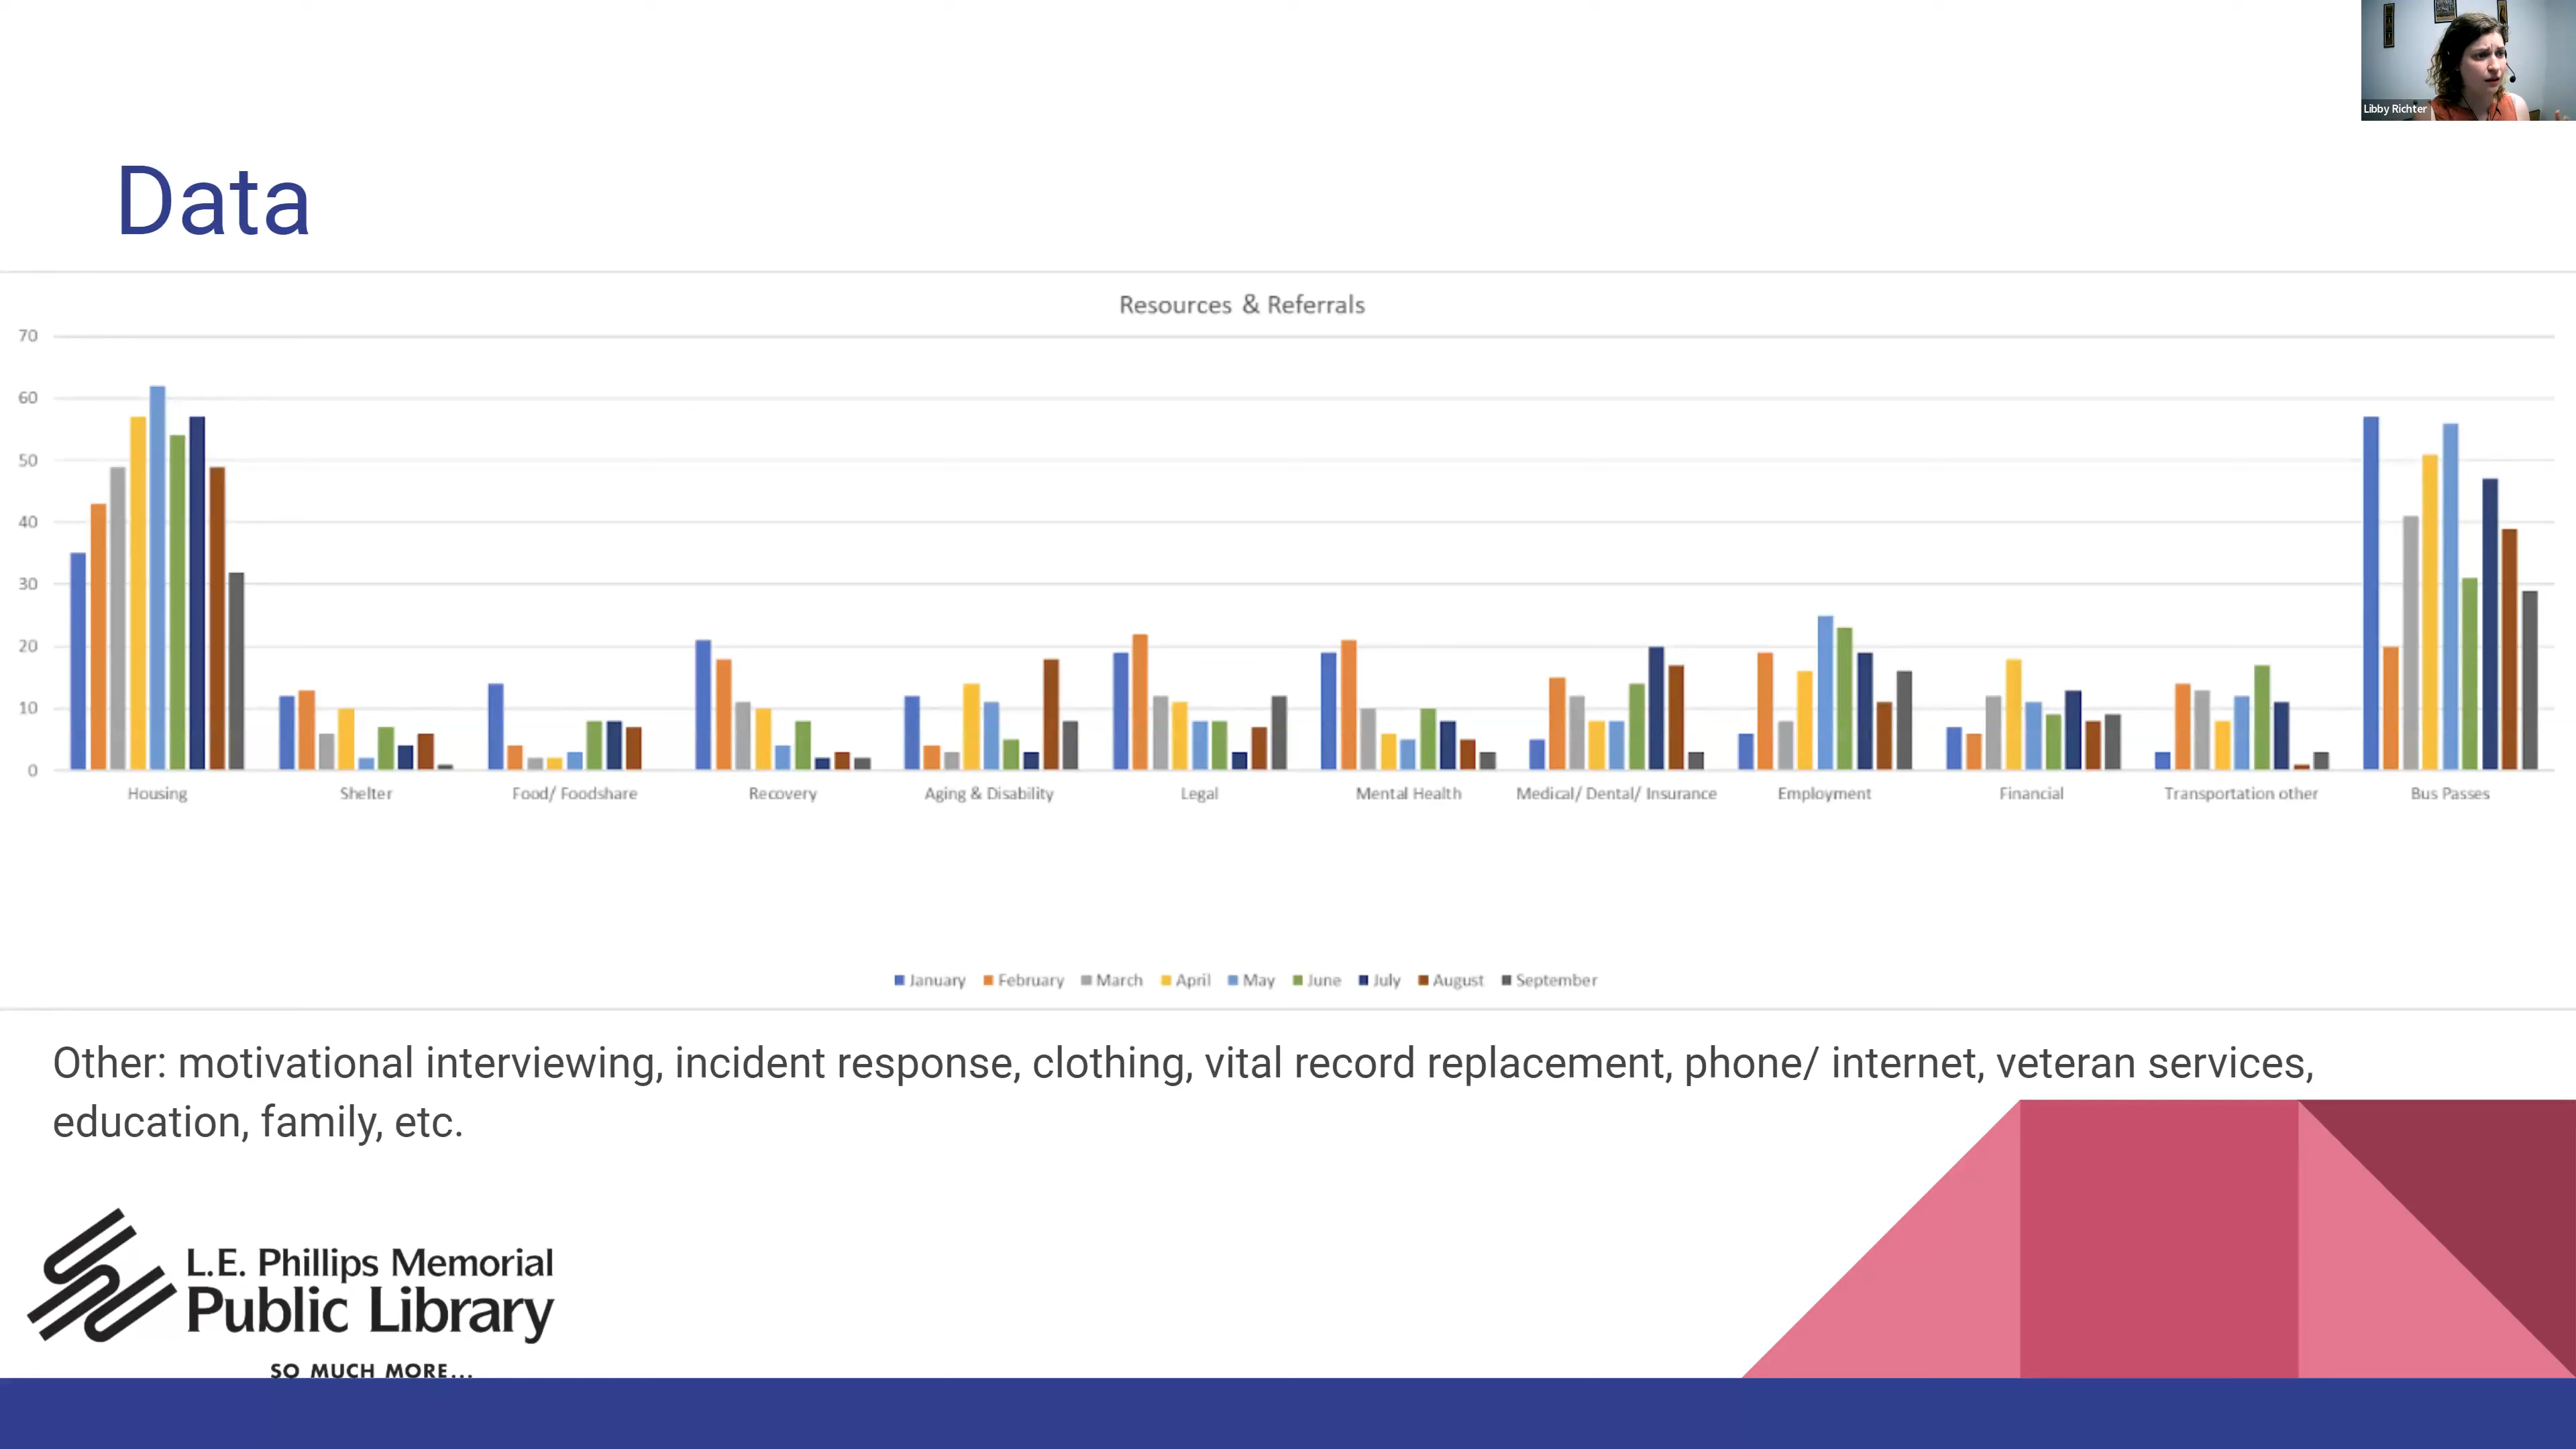 Libby Richter
Data
Resources & Referrals
70
60
50
40
30
20
10
0
Housing Shelter Food/ Foodshare Recovery Aging & Disability Legal Mental Health Medical/ Dental/ Insurance Employment Financial Transportation other Bus Passes
January February March April May June July August September
Other: motivational interviewing, incident response, clothing, vital record replacement, phone/ internet, veteran services,
education, family, etc.
L.E. Phillips Memorial
Public Library
SO MUCH MORE...